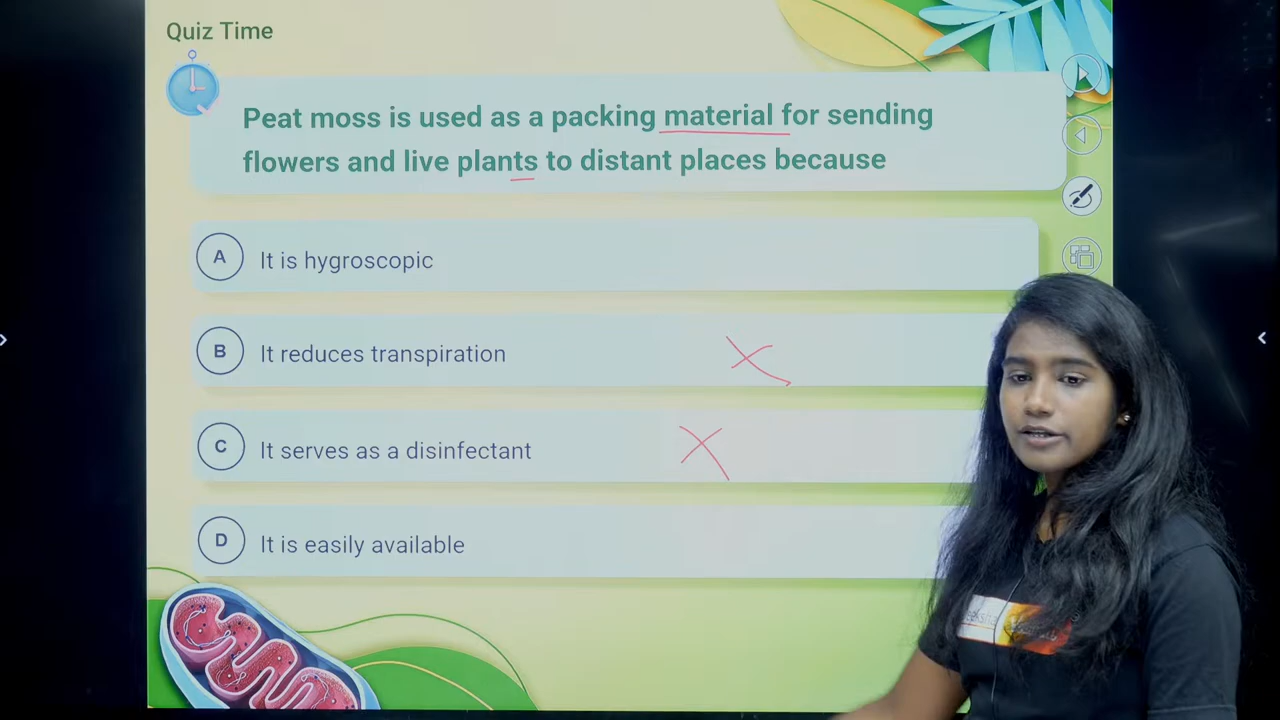 Quiz Time
Peat moss is used as a packing material for sending
flowers and live plants to distant places because
A
It is hygroscopic
B
It reduces transpiration
C
It serves as a disinfectant
D
It is easily available